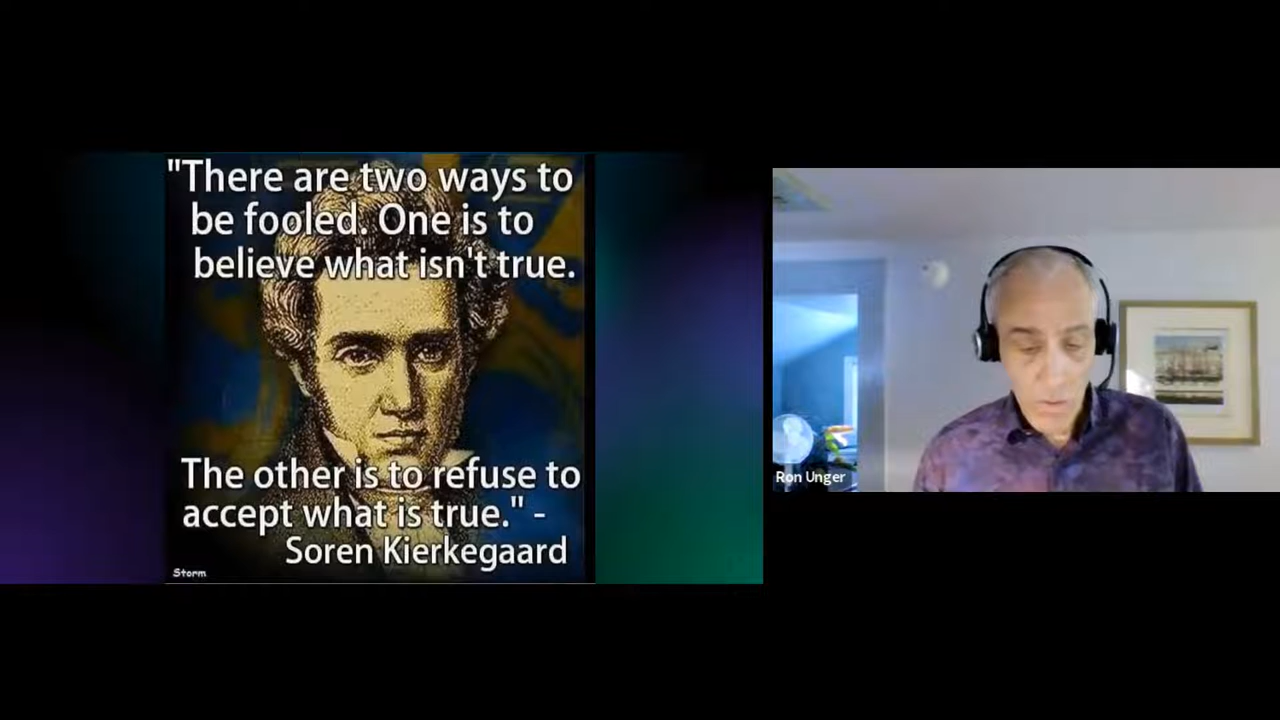 "There are two ways to
be fooled. One is to
believe what isn't true.
The other is to refuse to
accept what is true." -
Soren Kierkegaard
Storm
Ron Unger